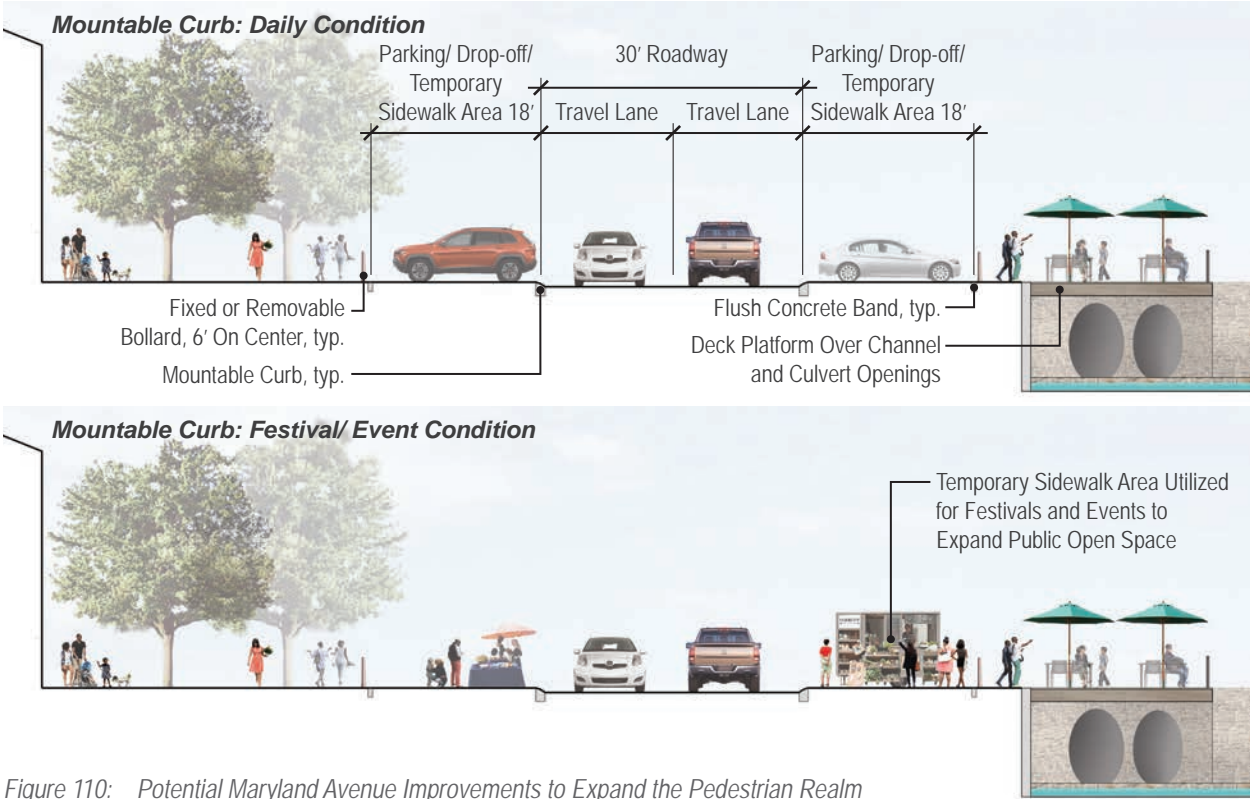 Mountable Curb: Daily Condition
Parking/ Drop-off/
Temporary
Sidewalk Area 18’
30’ Roadway
Travel Lane
Travel Lane
Parking/ Drop-off/
Temporary
Sidewalk Area 18’
Fixed or Removable
Bollard, 6’ On Center, typ.
Mountable Curb, typ.
Flush Concrete Band, typ.
Deck Platform Over Channel
and Culvert Openings
Mountable Curb: Festival/ Event Condition
Temporary Sidewalk Area Utilized
for Festivals and Events to
Expand Public Open Space
Figure 110: Potential Maryland Avenue Improvements to Expand the Pedestrian Realm